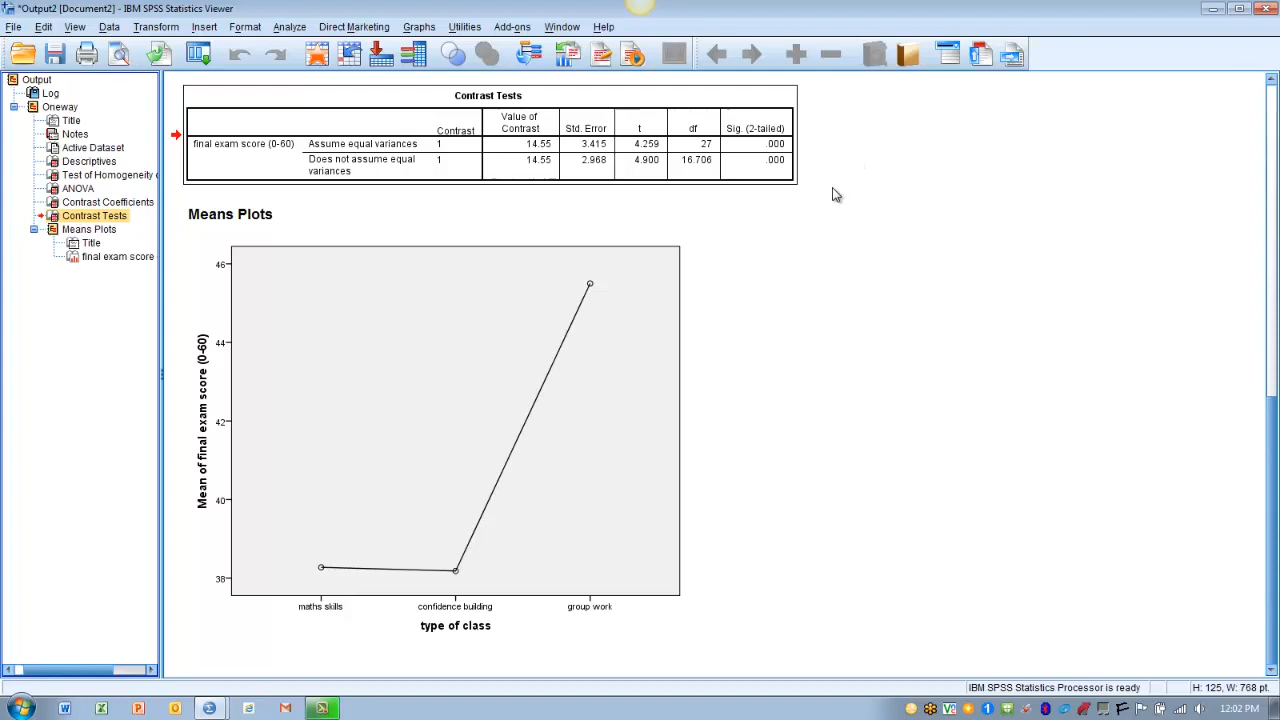 *Output2 [Document2] - IBM SPSS Statistics Viewer
File Edit View Data Transform Insert Format Analyze Direct Marketing Graphs Utilities Add-ons Window Help
Output
Log
Oneway
Title
Notes
Active Dataset
Descriptives
Test of Homogeneity
ANOVA
Contrast Coefficients
Contrast Tests
Means Plots
Title
final exam score
Contrast Tests
Contrast Value of Contrast Std. Error t df Sig. (2-tailed)
final exam score (0-60) Assume equal variances 1 14.55 3.415 4.259 27 .000
Does not assume equal variances 1 14.55 2.968 4.900 16.706 .000
Means Plots
Mean of final exam score (0-60)
46
44
42
40
38
maths skills confidence building group work
type of class
IBM SPSS Statistics Processor is ready H: 125, W: 768 pt.
12:02 PM